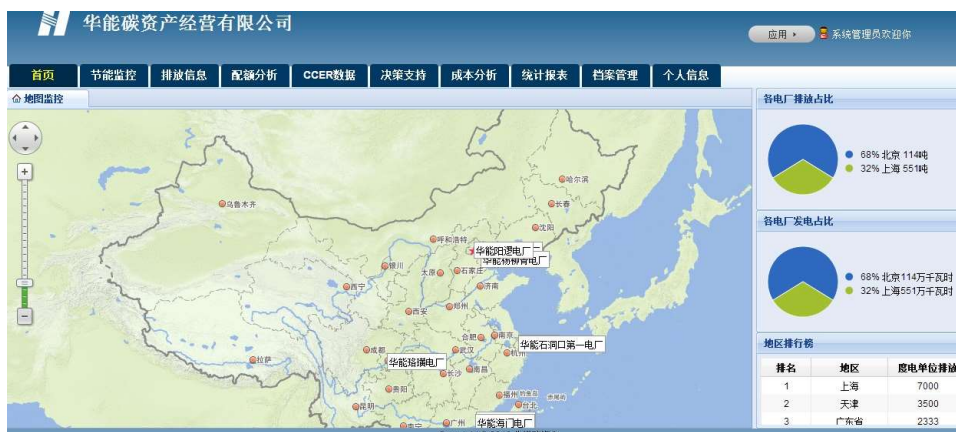 华能碳资产经营有限公司
应用
系统管理员欢迎你
首页 节能监控 排放信息 配额分析 CCER数据 决策支持 成本分析 统计报表 档案管理 个人信息
地图监控
各电厂排放占比
68% 北京 114吨
32% 上海 551吨
各电厂发电占比
68% 北京114万千瓦时
32% 上海551万千瓦时
地区排行榜
排名 地区 度电单位排放
1 上海 7000
2 天津 3500
3 广东省 2333
哈尔滨
长春
乌鲁木齐
沈阳
呼和浩特
华能阳逻电厂
华能杨柳青电厂
银川
太原
石家庄
济南
西宁
郑州
西安
合肥
南京
华能石洞口第一电厂
成都
武汉
杭州
拉萨
华能珞璜电厂
长沙
南昌
贵阳
福州
钓鱼岛
赤尾屿
昆明
台北
南宁
广州
华能海门电厂